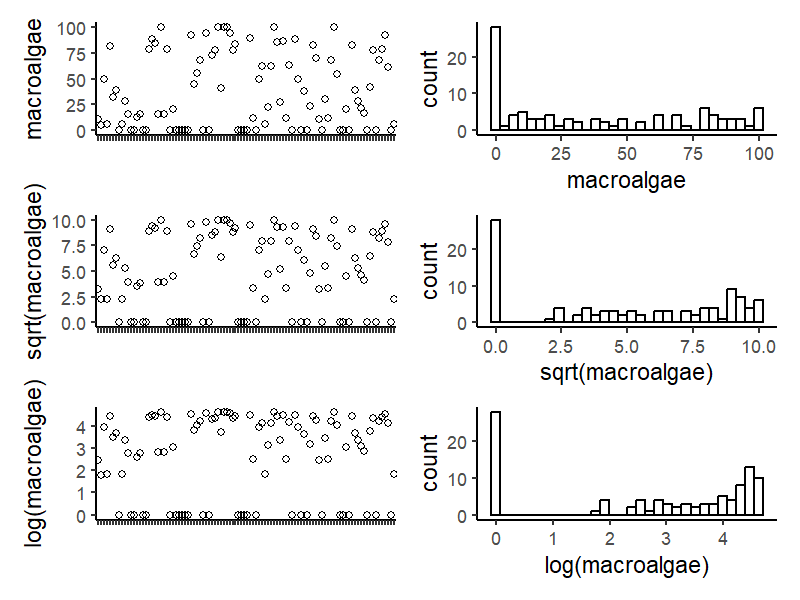 macroalgae
100
75
50
25
0
count
20
10
0
0 25 50 75 100
macroalgae
sqrt(macroalgae)
10.0
7.5
5.0
2.5
0.0
count
20
10
0
0.0 2.5 5.0 7.5 10.0
sqrt(macroalgae)
log(macroalgae)
4
3
2
1
0
count
20
10
0
0 1 2 3 4
log(macroalgae)